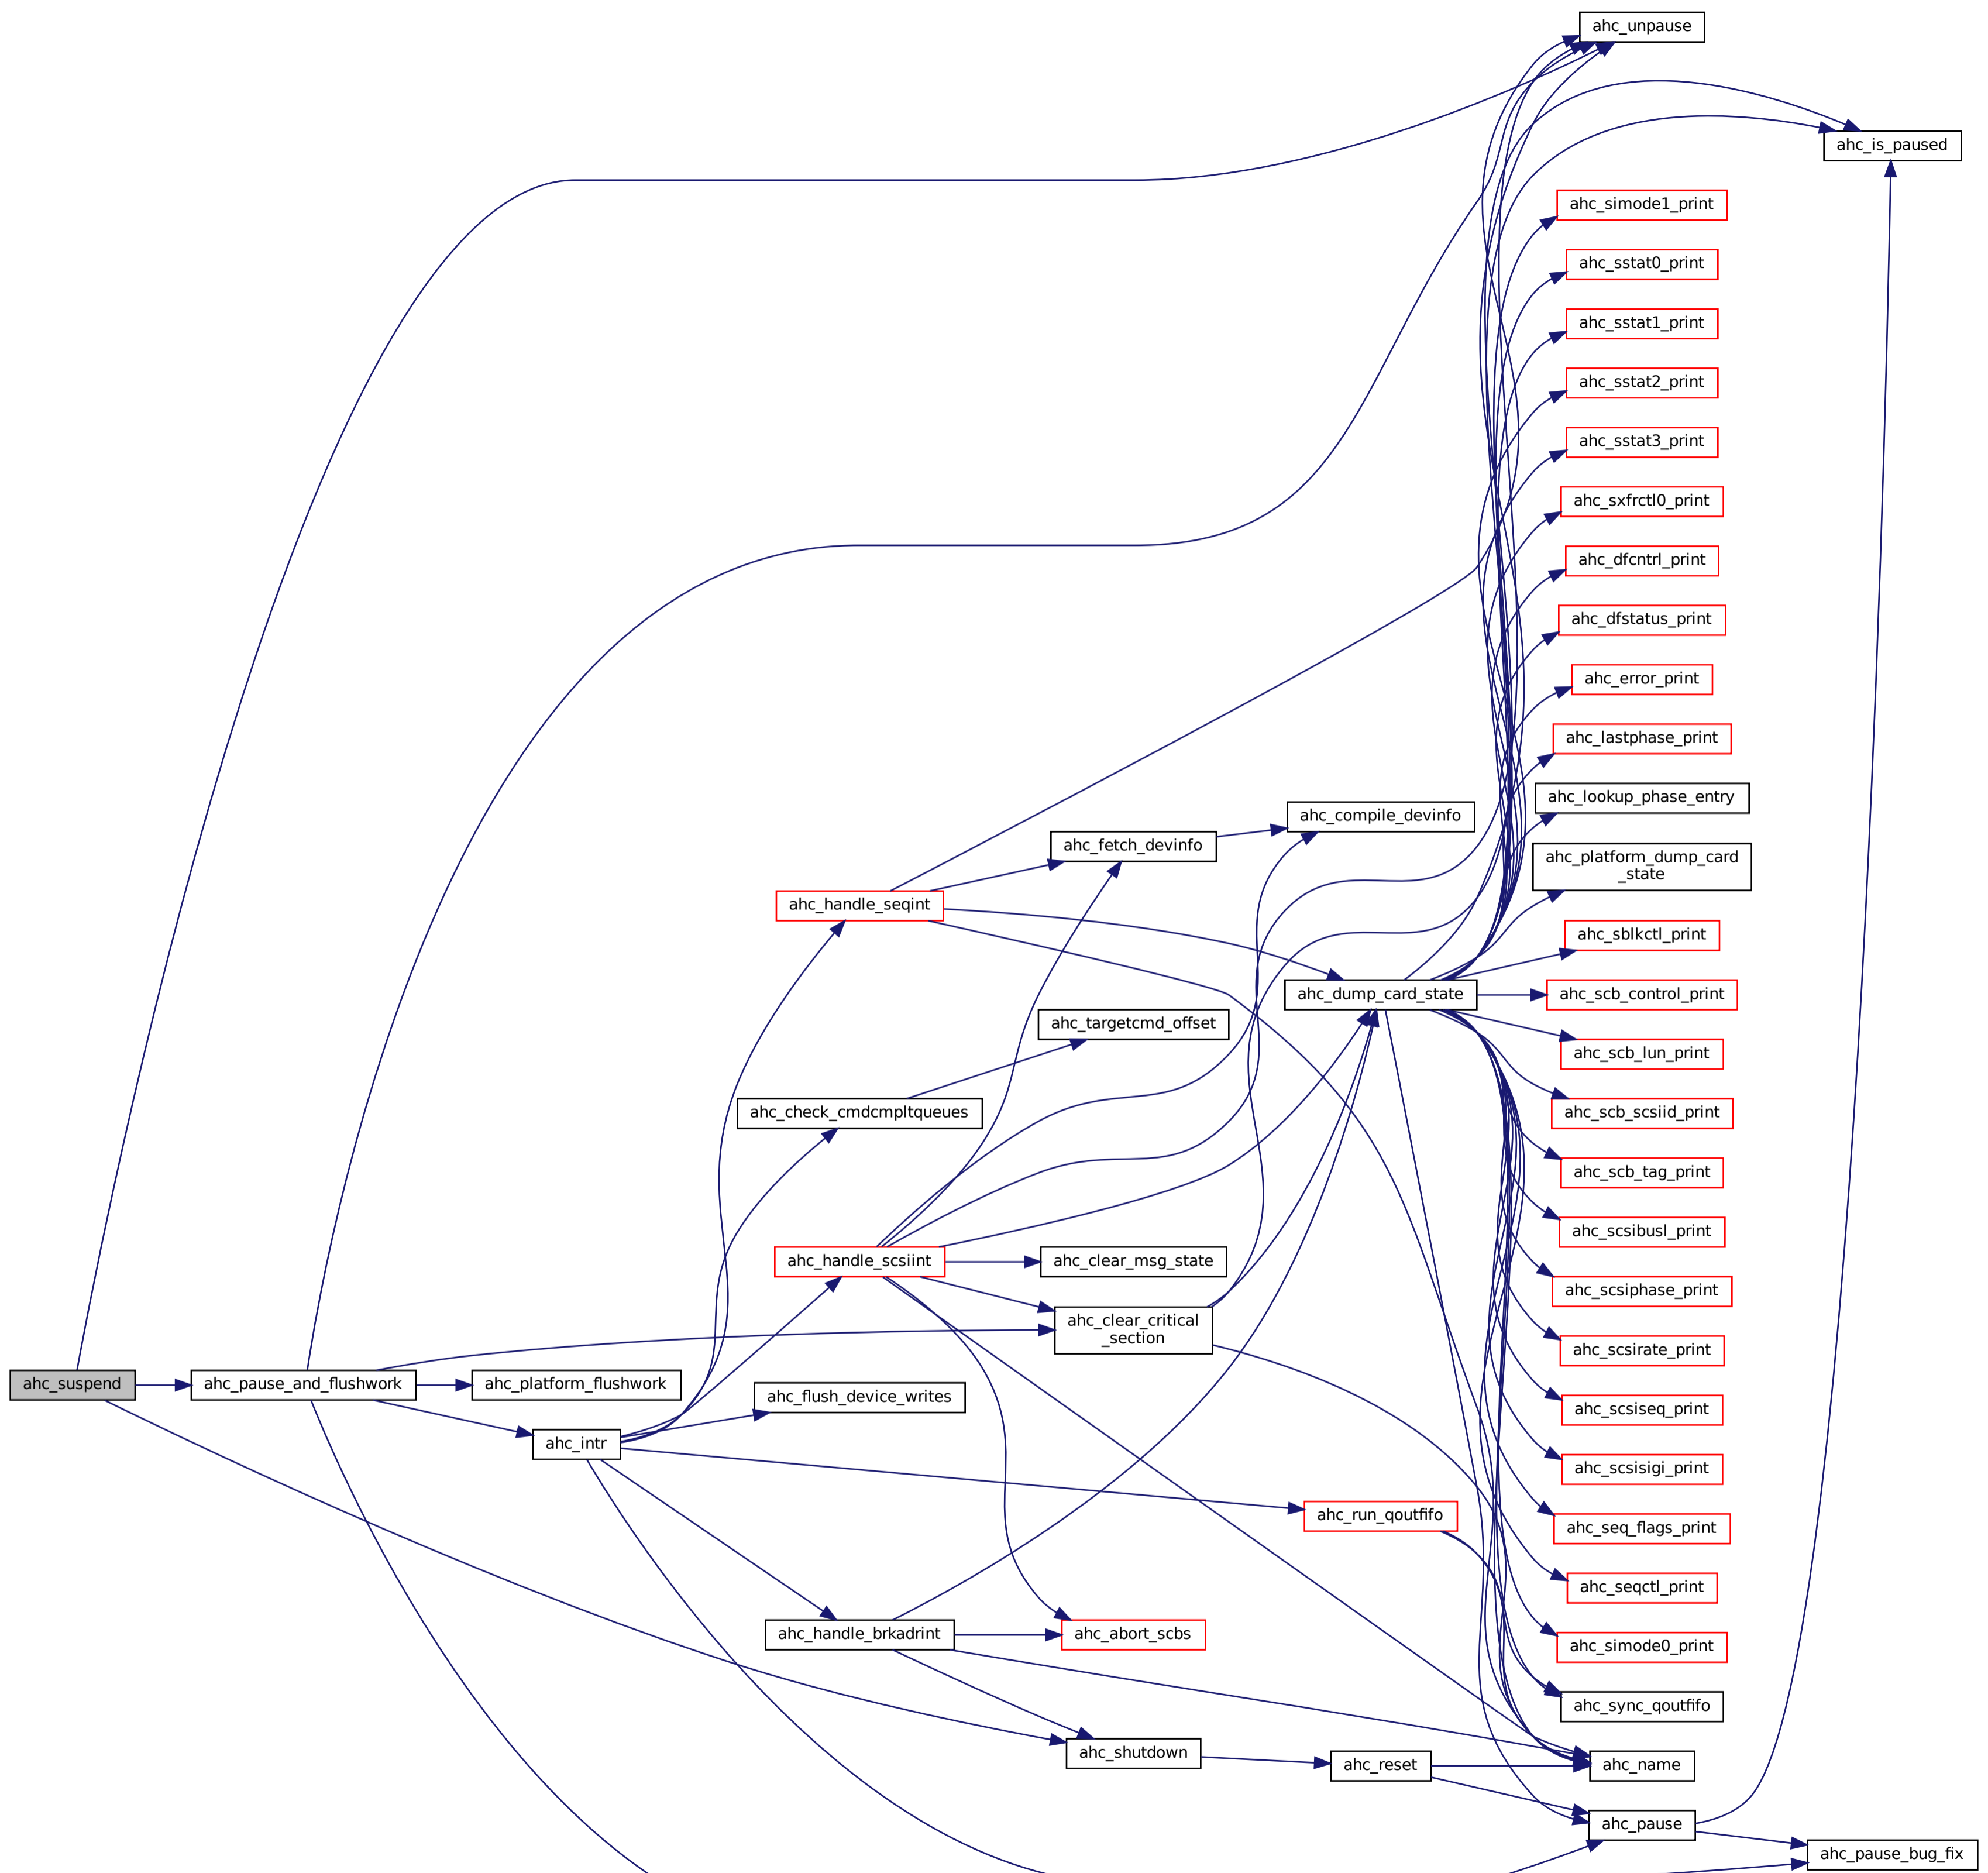 ahc_unpause
ahc_is_paused
ahc_simode1_print
ahc_sstat0_print
ahc_sstat1_print
ahc_sstat2_print
ahc_sstat3_print
ahc_sxfrctl0_print
ahc_dfcntrl_print
ahc_dfstatus_print
ahc_error_print
ahc_lastphase_print
ahc_lookup_phase_entry
ahc_compile_devinfo
ahc_fetch_devinfo
ahc_platform_dump_card
_state
ahc_handle_seqint
ahc_sblkctl_print
ahc_dump_card_state
ahc_scb_control_print
ahc_targetcmd_offset
ahc_scb_lun_print
ahc_check_cmdcmpltqueues
ahc_scb_scsiid_print
ahc_scb_tag_print
ahc_scsibusl_print
ahc_handle_scsiint
ahc_clear_msg_state
ahc_scsiphase_print
ahc_clear_critical
_section
ahc_scsirate_print
ahc_suspend
ahc_pause_and_flushwork
ahc_platform_flushwork
ahc_flush_device_writes
ahc_scsiseq_print
ahc_intr
ahc_scsisigi_print
ahc_run_qoutfifo
ahc_seq_flags_print
ahc_seqctl_print
ahc_handle_brkadrint
ahc_abort_scbs
ahc_simode0_print
ahc_sync_qoutfifo
ahc_shutdown
ahc_reset
ahc_name
ahc_pause
ahc_pause_bug_fix